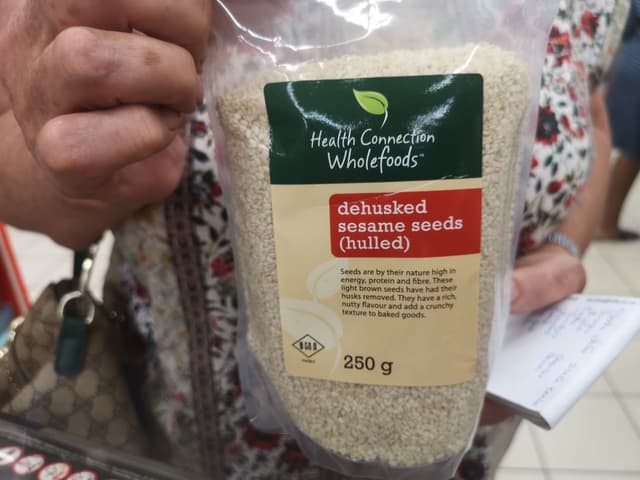 Health Connection
Wholefoods™
dehusked
sesame seeds
(hulled)
Seeds are by their nature high in
energy, protein and fibre. These
light brown seeds have had their
husks removed. They have a rich,
nutty flavour and add a crunchy
texture to baked goods.
250 g